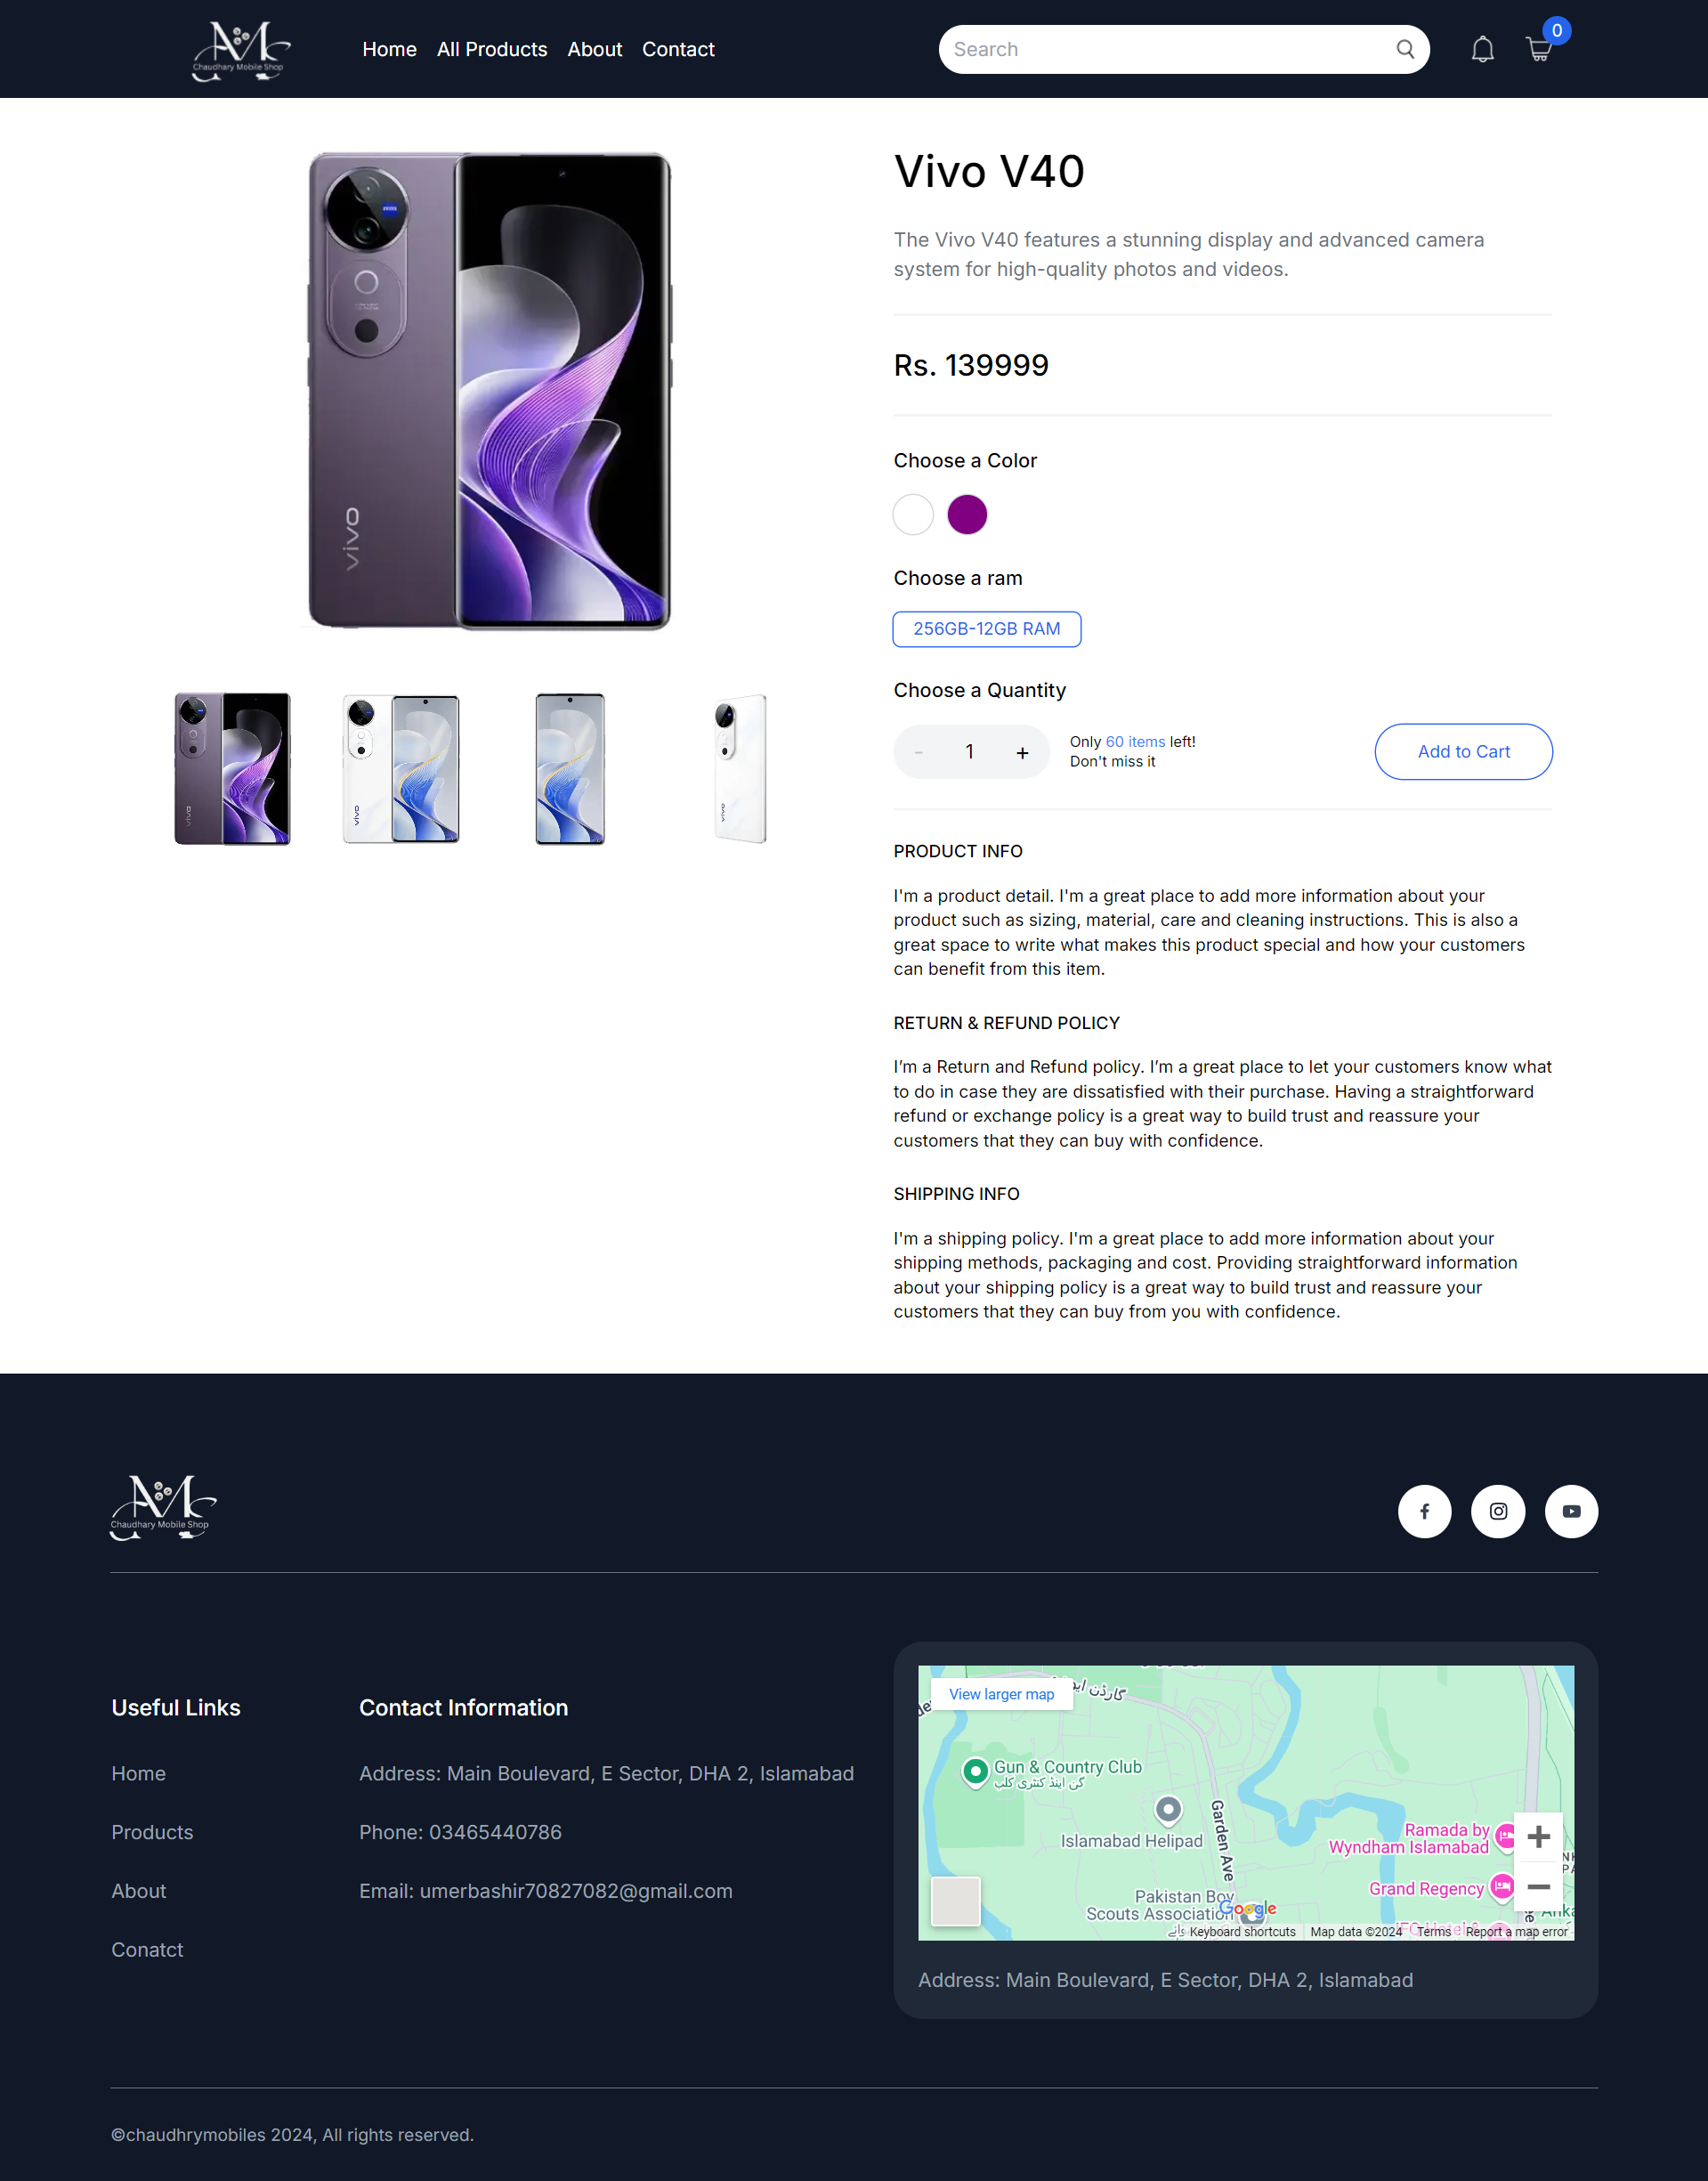 Chaudhary Mobile Shop
Home All Products About Contact
Search
0
Vivo V40
The Vivo V40 features a stunning display and advanced camera
system for high-quality photos and videos.
Rs. 139999
Choose a Color
Choose a ram
256GB-12GB RAM
Choose a Quantity
- 1 +
Only 60 items left!
Don't miss it
Add to Cart
vivo
vivo
vivo
vivo
PRODUCT INFO
I'm a product detail. I'm a great place to add more information about your
product such as sizing, material, care and cleaning instructions. This is also a
great space to write what makes this product special and how your customers
can benefit from this item.
RETURN & REFUND POLICY
I’m a Return and Refund policy. I’m a great place to let your customers know what
to do in case they are dissatisfied with their purchase. Having a straightforward
refund or exchange policy is a great way to build trust and reassure your
customers that they can buy with confidence.
SHIPPING INFO
I'm a shipping policy. I'm a great place to add more information about your
shipping methods, packaging and cost. Providing straightforward information
about your shipping policy is a great way to build trust and reassure your
customers that they can buy from you with confidence.
Chaudhary Mobile Shop
Useful Links
Home
Products
About
Conatct
Contact Information
Address: Main Boulevard, E Sector, DHA 2, Islamabad
Phone: 03465440786
Email: umerbashir70827082@gmail.com
View larger map
گارڈن
Gun & Country Club
گن اینڈ کنٹری کلب
Islamabad Helipad
Garden Ave
Ramada by
Wyndham Islamabad
Grand Regency
Pakistan Boy
Scouts Association
Google
Keyboard shortcuts Map data ©2024 Terms Report a map error
Address: Main Boulevard, E Sector, DHA 2, Islamabad
©chaudhrymobiles 2024, All rights reserved.